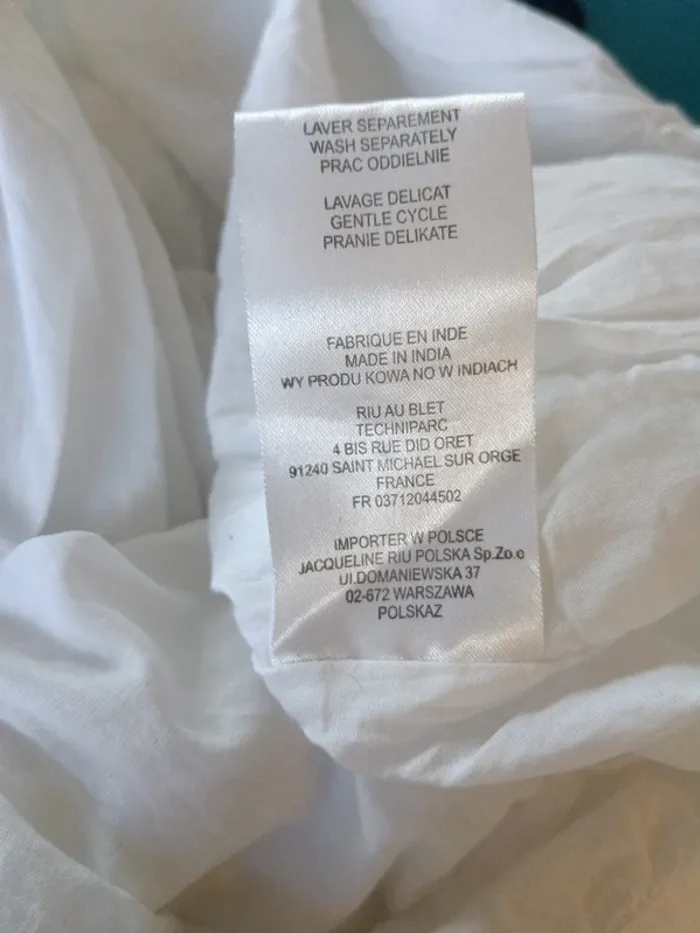 LAVER SEPAREMENT
WASH SEPARATELY
PRAC ODDIELNIE
LAVAGE DELICAT
GENTLE CYCLE
PRANIE DELIKATE
FABRIQUE EN INDE
MADE IN INDIA
WY PRODU KOWA NO W INDIACH
RIU AU BLET
TECHNIPARC
4 BIS RUE DID ORET
91240 SAINT MICHAEL SUR ORGE
FRANCE
FR 03712044502
IMPORTER W POLSCE
JACQUELINE RIU POLSKA Sp.Zo.o
UI.DOMANIEWSKA 37
02-672 WARSZAWA
POLSKAZ